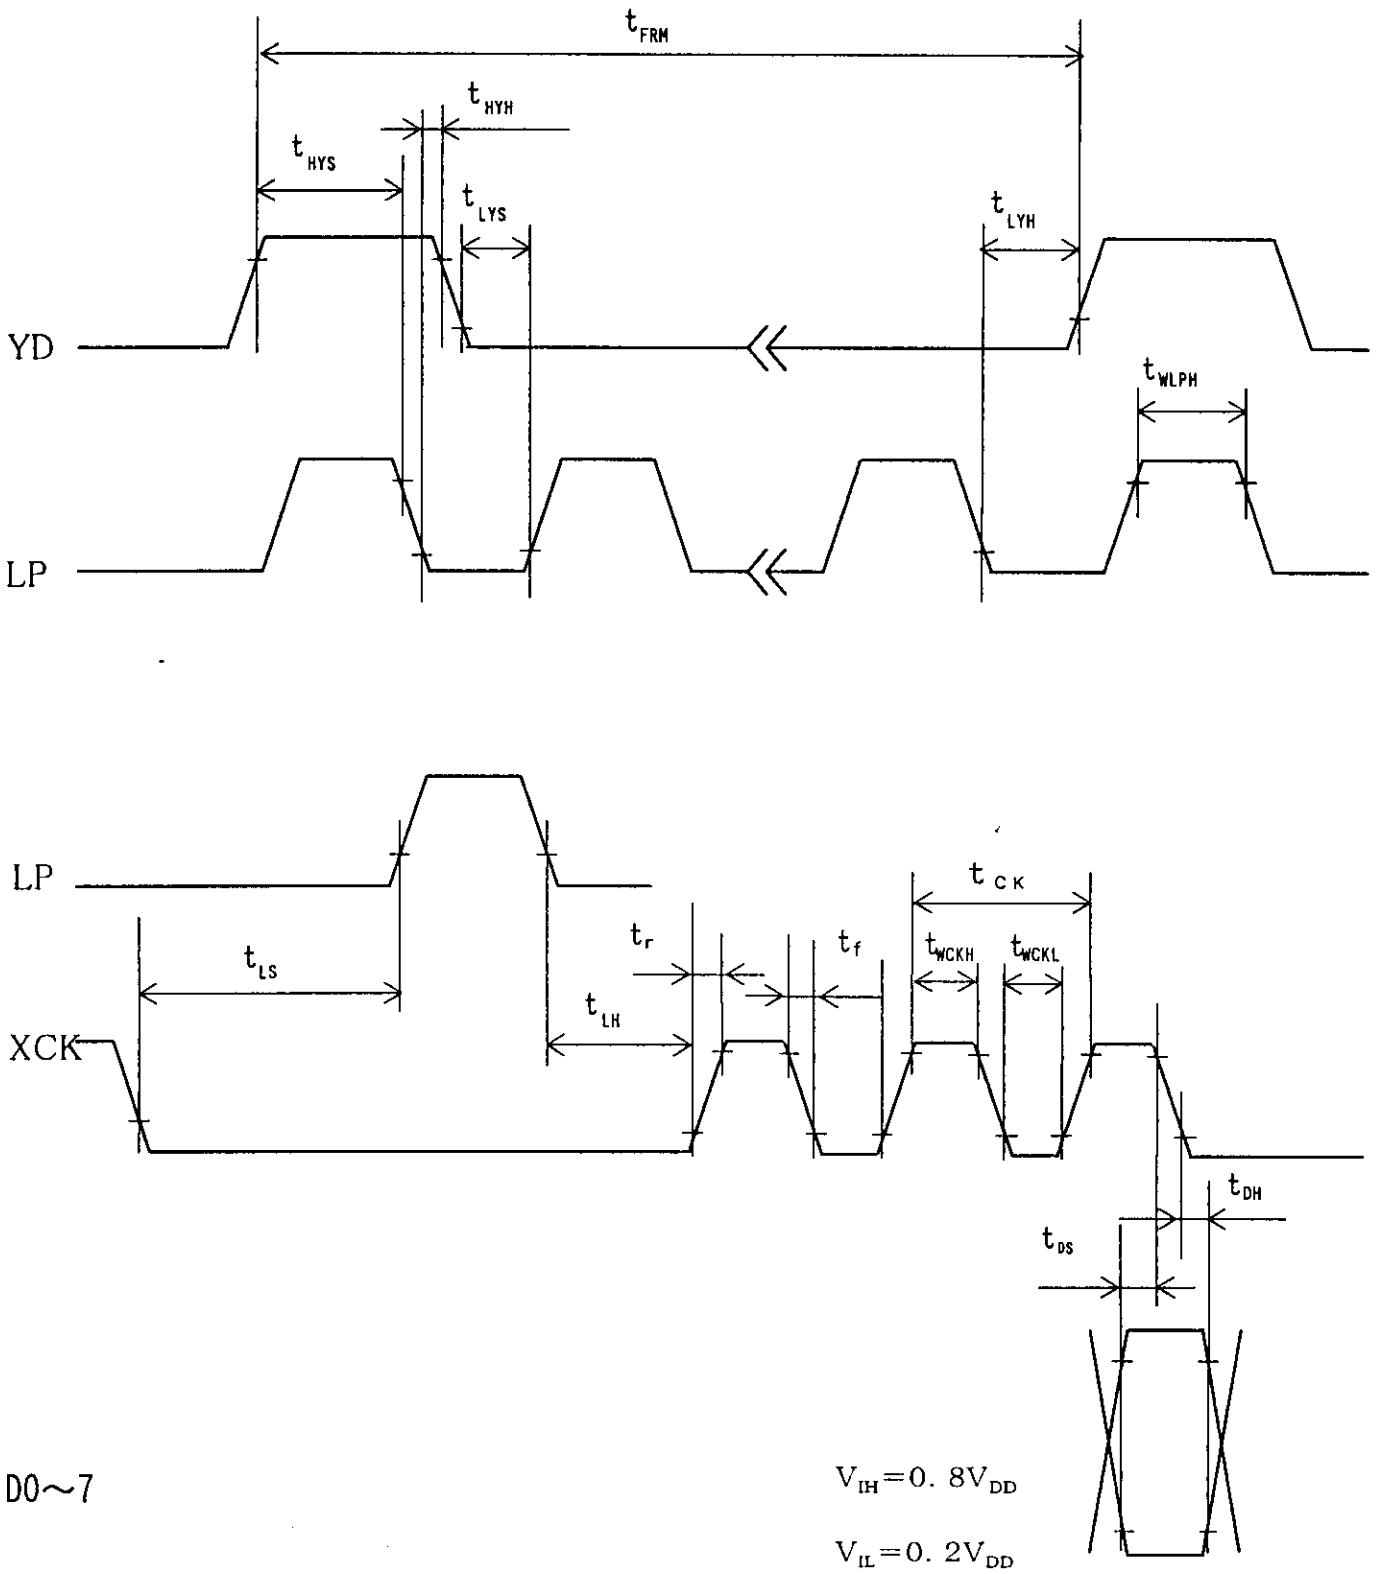 tFRM
tHYH
tHYS
tLYS
tLYH
YD
tWLPH
LP
LP
tCK
tr
tf
tWCKH
tWCKL
tLS
tLH
XCK
tDH
tDS
D0～7
VIH=0. 8VDD
VIL=0. 2VDD